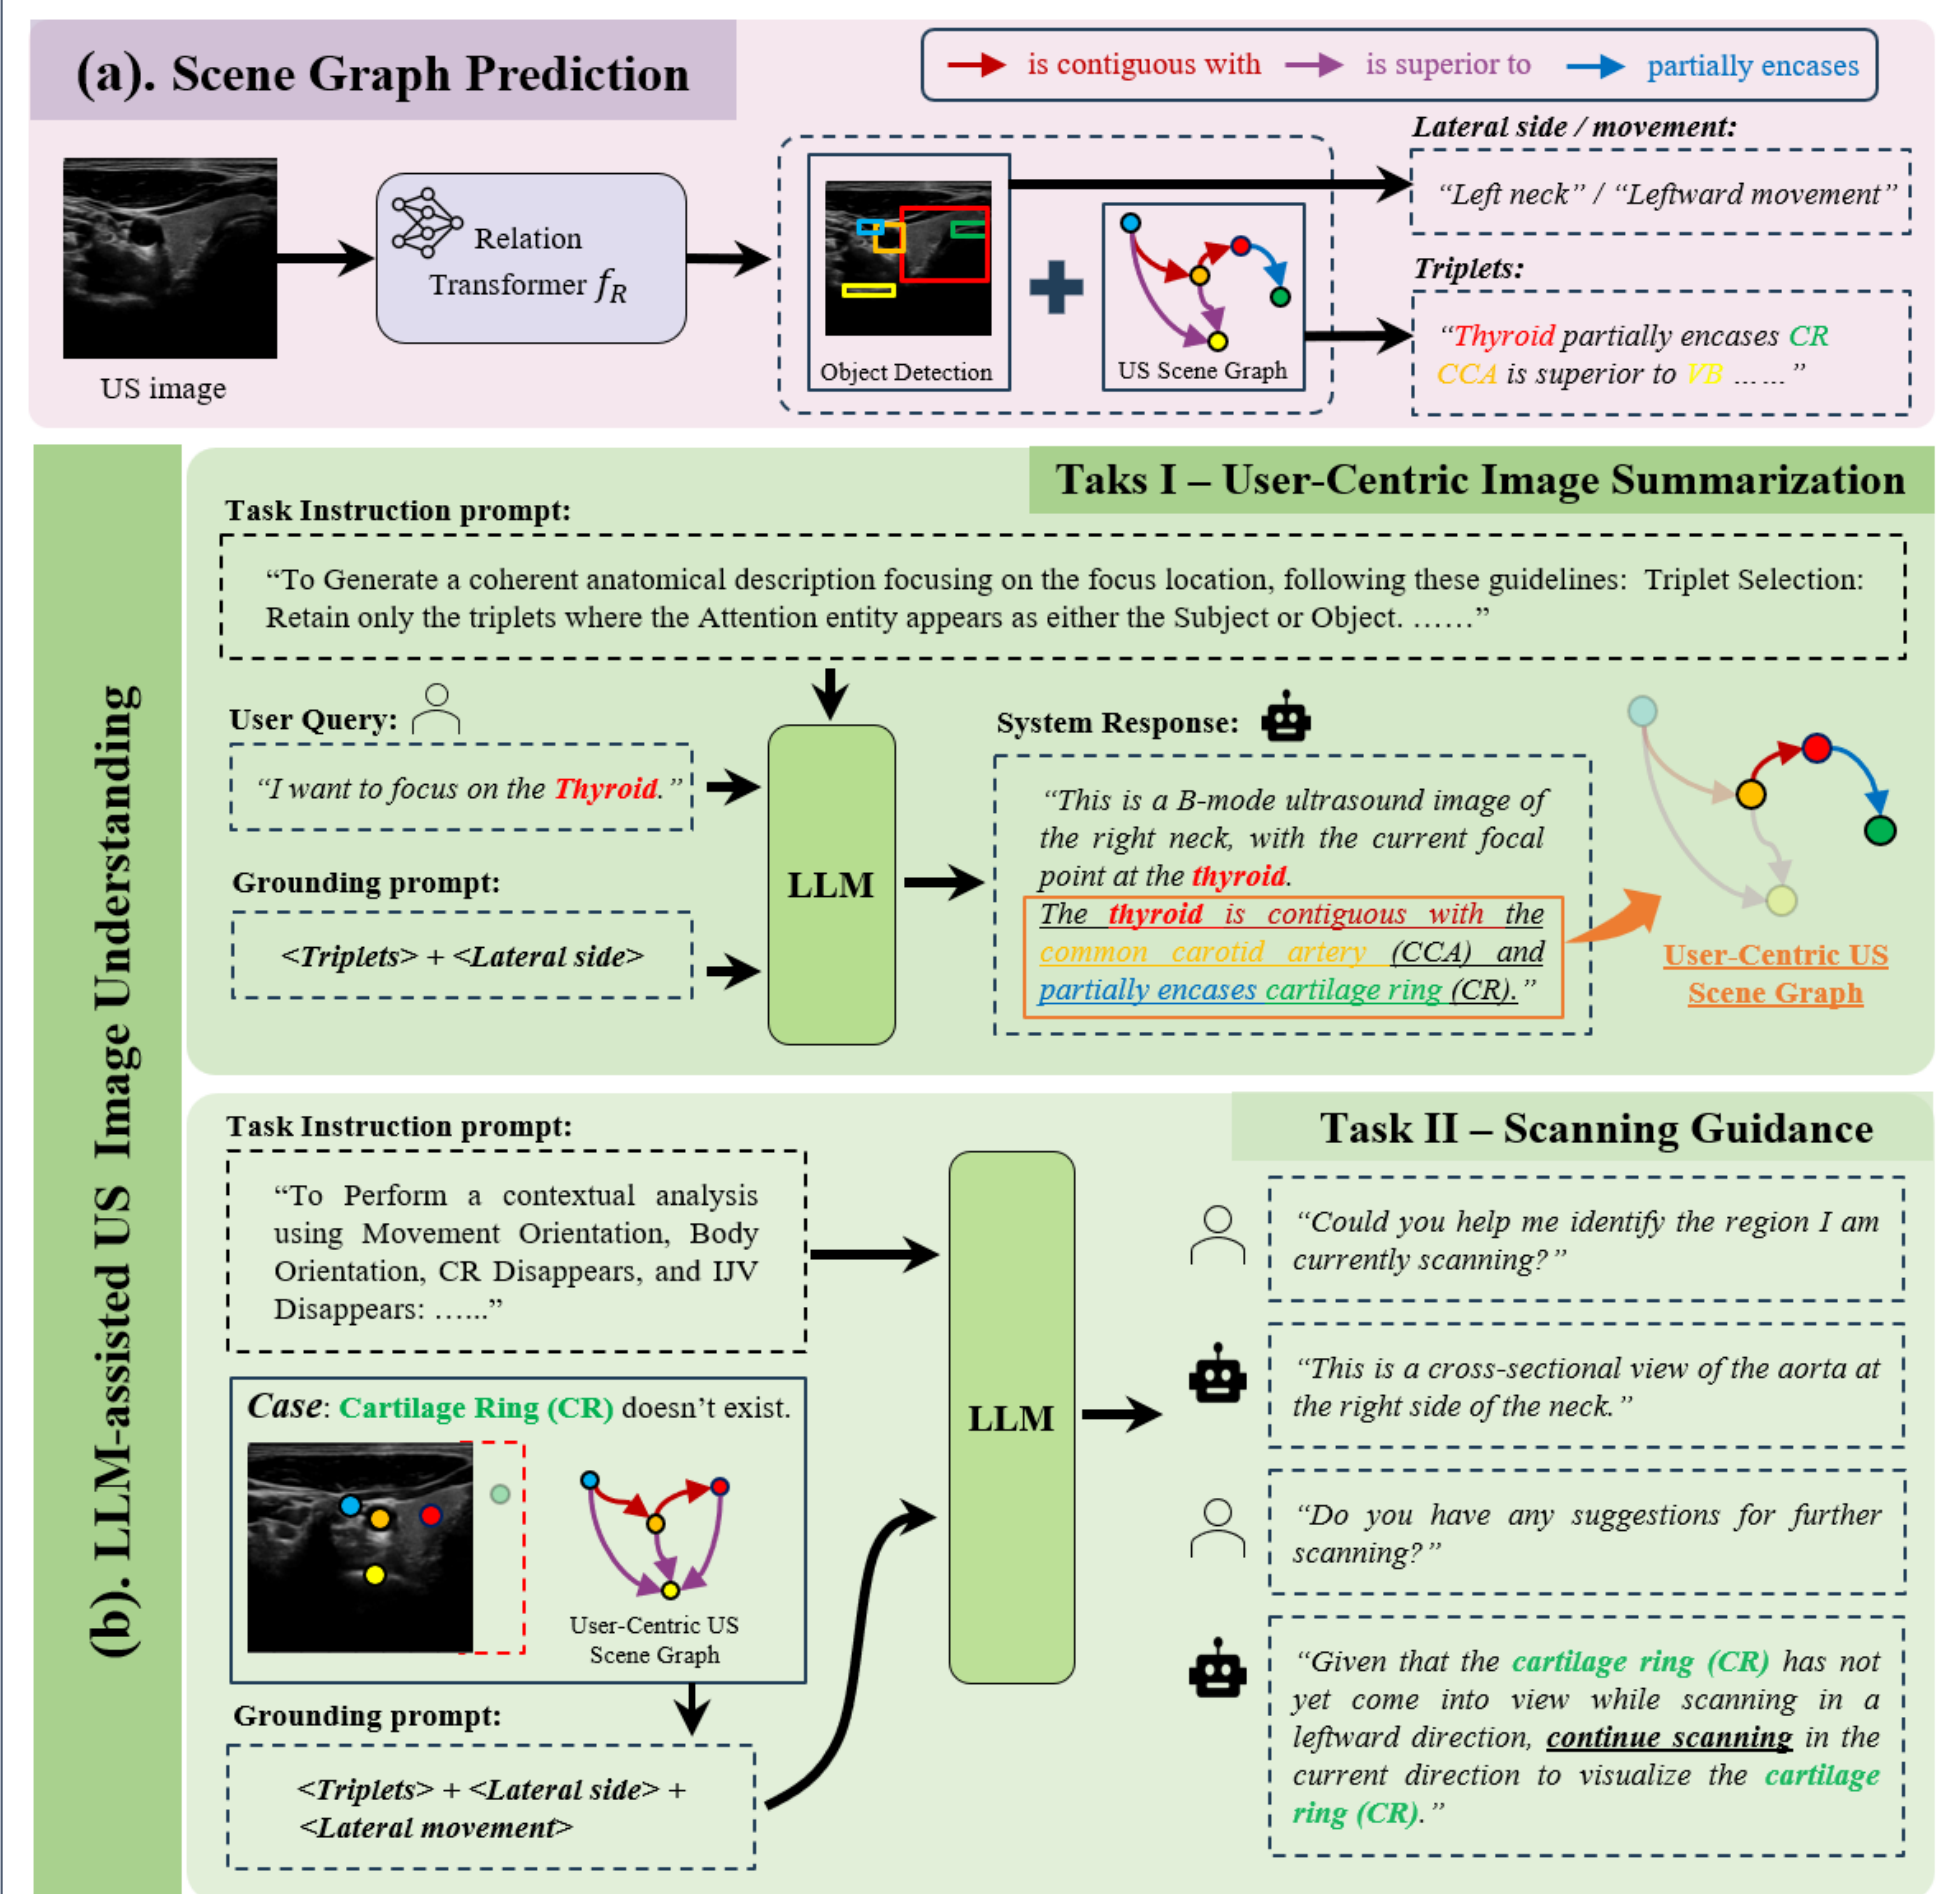 (a). Scene Graph Prediction
is contiguous with
is superior to
partially encases
US image
Relation
Transformer f_R
Object Detection
US Scene Graph
Lateral side / movement:
“Left neck” / “Leftward movement”
Triplets:
“Thyroid partially encases CR
CCA is superior to VB ……”
(b). LLM-assisted US Image Understanding
Taks I – User-Centric Image Summarization
Task Instruction prompt:
“To Generate a coherent anatomical description focusing on the focus location, following these guidelines: Triplet Selection:
Retain only the triplets where the Attention entity appears as either the Subject or Object. ……”
User Query:
“I want to focus on the Thyroid.”
Grounding prompt:
<Triplets> + <Lateral side>
LLM
System Response:
“This is a B-mode ultrasound image of
the right neck, with the current focal
point at the thyroid.
The thyroid is contiguous with the
common carotid artery (CCA) and
partially encases cartilage ring (CR).”
User-Centric US
Scene Graph
Task II – Scanning Guidance
Task Instruction prompt:
“To Perform a contextual analysis
using Movement Orientation, Body
Orientation, CR Disappears, and IJV
Disappears: …...”
Case: Cartilage Ring (CR) doesn’t exist.
User-Centric US
Scene Graph
Grounding prompt:
<Triplets> + <Lateral side> +
<Lateral movement>
LLM
“Could you help me identify the region I am
currently scanning?”
“This is a cross-sectional view of the aorta at
the right side of the neck.”
“Do you have any suggestions for further
scanning?”
“Given that the cartilage ring (CR) has not
yet come into view while scanning in a
leftward direction, continue scanning in the
current direction to visualize the cartilage
ring (CR).”